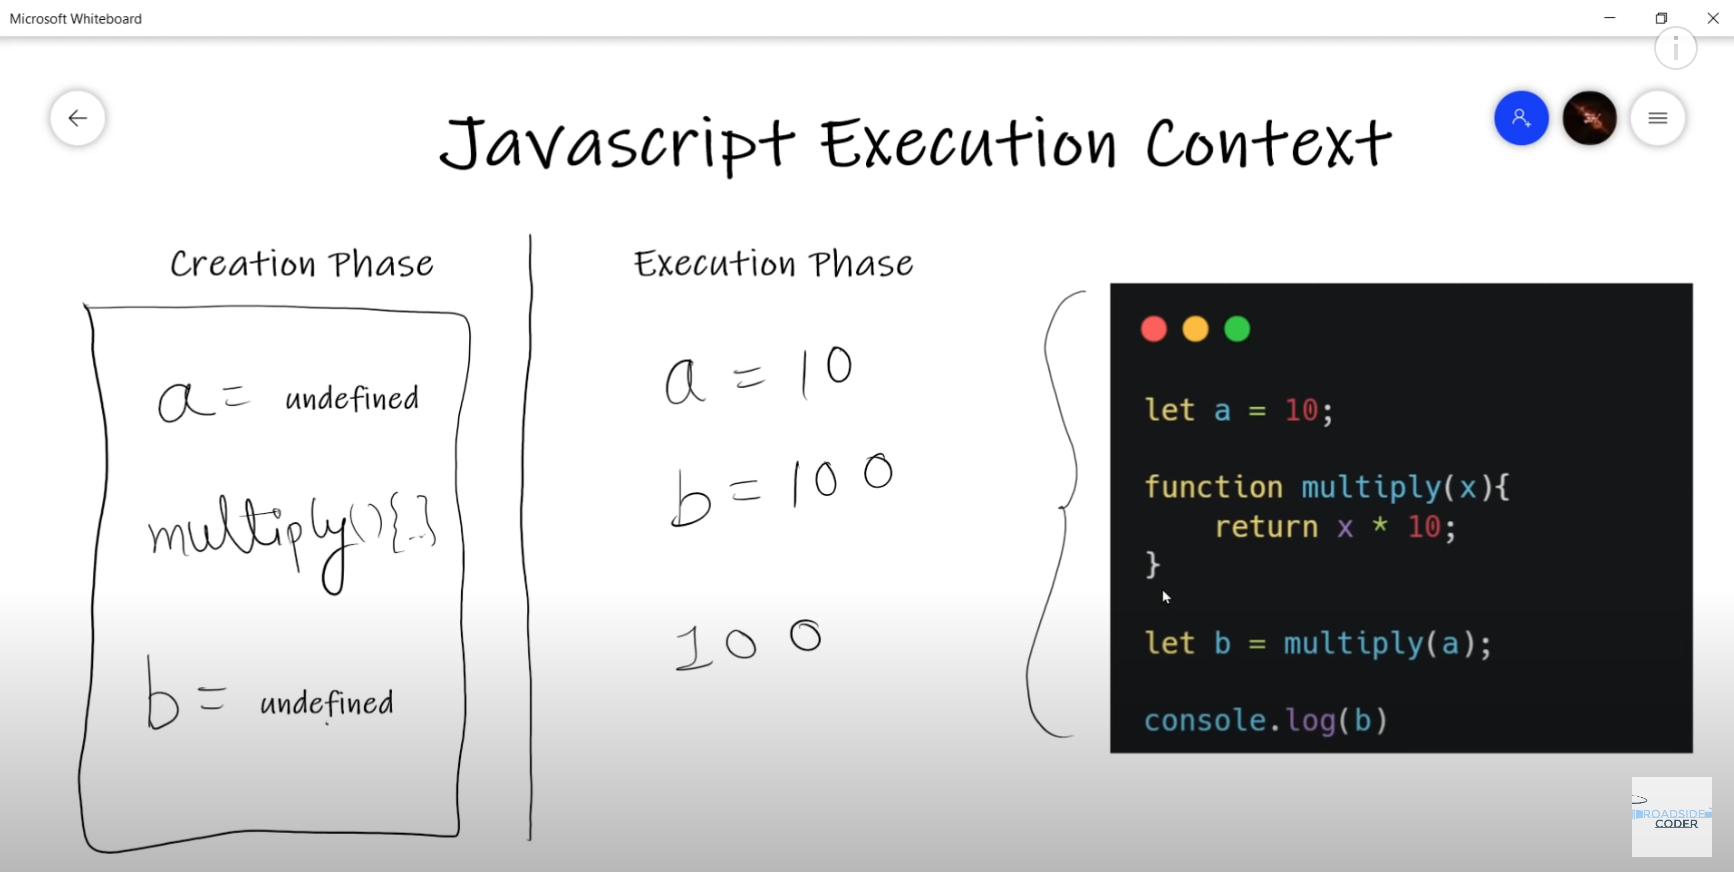 Microsoft Whiteboard
Javascript Execution Context
Creation Phase
a = undefined
multiply(){..}
b = undefined
Execution Phase
a = 10
b = 100
100
let a = 10;
function multiply(x){
return x * 10;
}
let b = multiply(a);
console.log(b)
ROADSIDE
CODER